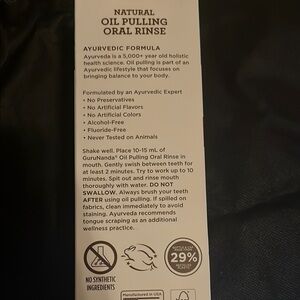 NATURAL
OIL PULLING
ORAL RINSE
AYURVEDIC FORMULA
Ayurveda is a 5,000+ year old holistic
health science. Oil pulling is part of an
Ayurvedic lifestyle that focuses on
bringing balance to your body.
Formulated by an Ayurvedic Expert
• No Preservatives
• No Artificial Flavors
• No Artificial Colors
• Alcohol-Free
• Fluoride-Free
• Never Tested on Animals
Shake well. Place 10-15 mL of
GuruNanda® Oil Pulling Oral Rinse in
mouth. Gently swish between teeth for
at least 2 minutes. Try to work up to 10
minutes. Spit out and rinse mouth
thoroughly with water. DO NOT
SWALLOW. Always brush your teeth
AFTER using oil pulling. If spilled on
fabrics, clean immediately to avoid
staining. Ayurveda recommends
tongue scraping as an additional
wellness practice.
29%
NO SYNTHETIC
INGREDIENTS
Manufactured in USA